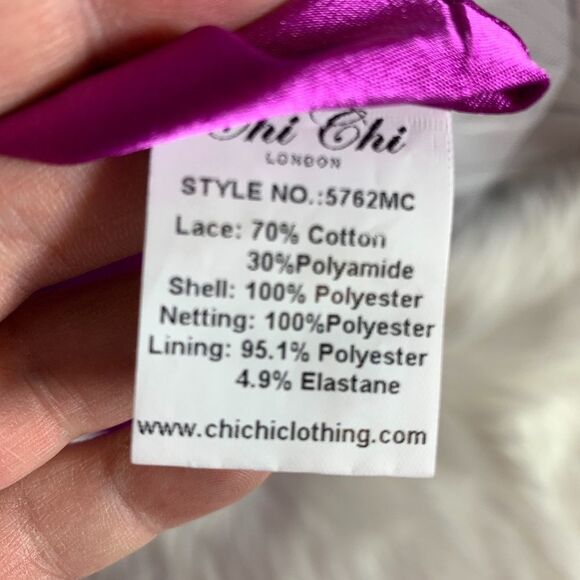 Chi Chi
LONDON
STYLE NO.:5762MC
Lace: 70% Cotton
30%Polyamide
Shell: 100% Polyester
Netting: 100%Polyester
Lining: 95.1% Polyester
4.9% Elastane
www.chichiclothing.com